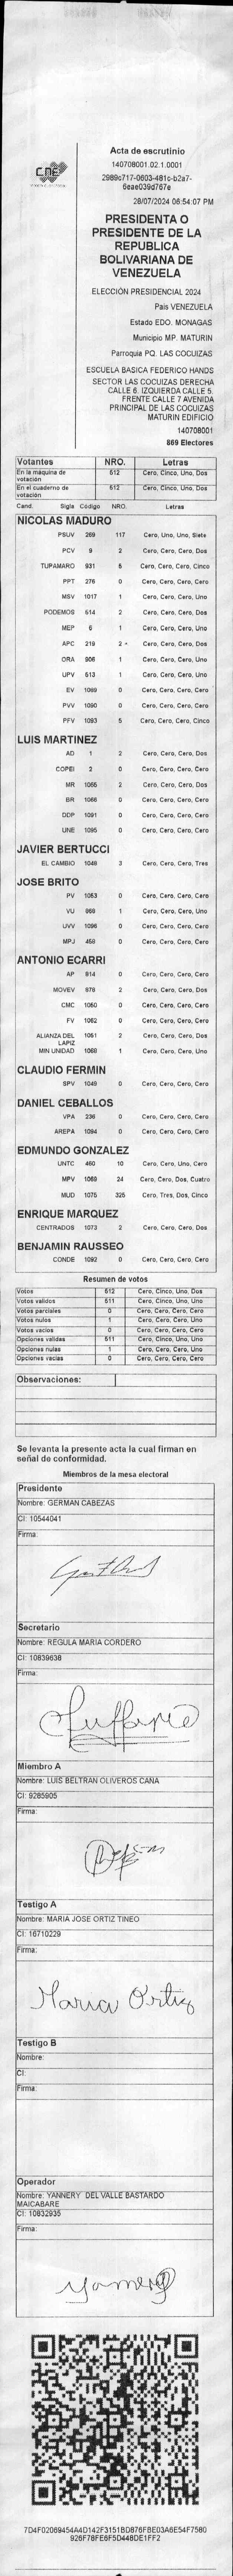 CNE
Acta de escrutinio
140708001.02.1.0001
2989c717-0603-481c-b2a7-
6eae039d767e
28/07/2024 06:54:07 PM
PRESIDENTA O
PRESIDENTE DE LA
REPUBLICA
BOLIVARIANA DE
VENEZUELA
ELECCIÓN PRESIDENCIAL 2024
País VENEZUELA
Estado EDO. MONAGAS
Municipio MP. MATURIN
Parroquia PQ. LAS COCUIZAS
ESCUELA BASICA FEDERICO HANDS
SECTOR LAS COCUIZAS DERECHA
CALLE 6. IZQUIERDA CALLE 5.
FRENTE CALLE 7 AVENIDA
PRINCIPAL DE LAS COCUIZAS
MATURIN EDIFICIO
140708001
869 Electores
Votantes NRO. Letras
En la máquina de votación 512 Cero, Cinco, Uno, Dos
En el cuaderno de votación 512 Cero, Cinco, Uno, Dos
Cand. Sigla Código NRO. Letras
NICOLAS MADURO
PSUV 269 117 Cero, Uno, Uno, Siete
PCV 9 2 Cero, Cero, Cero, Dos
TUPAMARO 931 5 Cero, Cero, Cero, Cinco
PPT 276 0 Cero, Cero, Cero, Cero
MSV 1017 1 Cero, Cero, Cero, Uno
PODEMOS 514 2 Cero, Cero, Cero, Dos
MEP 6 1 Cero, Cero, Cero, Uno
APC 219 2 Cero, Cero, Cero, Dos
ORA 906 1 Cero, Cero, Cero, Uno
UPV 513 1 Cero, Cero, Cero, Uno
EV 1089 0 Cero, Cero, Cero, Cero
PVV 1090 0 Cero, Cero, Cero, Cero
PFV 1093 5 Cero, Cero, Cero, Cinco
LUIS MARTINEZ
AD 1 2 Cero, Cero, Cero, Dos
COPEI 2 0 Cero, Cero, Cero, Cero
MR 1055 2 Cero, Cero, Cero, Dos
BR 1088 0 Cero, Cero, Cero, Cero
DDP 1091 0 Cero, Cero, Cero, Cero
UNE 1095 0 Cero, Cero, Cero, Cero
JAVIER BERTUCCI
EL CAMBIO 1048 3 Cero, Cero, Cero, Tres
JOSE BRITO
PV 1083 0 Cero, Cero, Cero, Cero
VU 968 1 Cero, Cero, Cero, Uno
UVV 1096 0 Cero, Cero, Cero, Cero
MPJ 458 0 Cero, Cero, Cero, Cero
ANTONIO ECARRI
AP 914 0 Cero, Cero, Cero, Cero
MOVEV 978 2 Cero, Cero, Cero, Dos
CMC 1050 0 Cero, Cero, Cero, Cero
FV 1062 0 Cero, Cero, Cero, Cero
ALIANZA DEL LAPIZ 1051 2 Cero, Cero, Cero, Dos
MIN UNIDAD 1068 1 Cero, Cero, Cero, Uno
CLAUDIO FERMIN
SPV 1049 0 Cero, Cero, Cero, Cero
DANIEL CEBALLOS
VPA 236 0 Cero, Cero, Cero, Cero
AREPA 1094 0 Cero, Cero, Cero, Cero
EDMUNDO GONZALEZ
UNTC 460 10 Cero, Cero, Uno, Cero
MPV 1069 24 Cero, Cero, Dos, Cuatro
MUD 1075 325 Cero, Tres, Dos, Cinco
ENRIQUE MARQUEZ
CENTRADOS 1073 2 Cero, Cero, Cero, Dos
BENJAMIN RAUSSEO
CONDE 1092 0 Cero, Cero, Cero, Cero
Resumen de votos
Votos 512 Cero, Cinco, Uno, Dos
Votos validos 511 Cero, Cinco, Uno, Uno
Votos parciales 0 Cero, Cero, Cero, Cero
Votos nulos 1 Cero, Cero, Cero, Uno
Votos vacios 0 Cero, Cero, Cero, Cero
Opciones validas 511 Cero, Cinco, Uno, Uno
Opciones nulas 1 Cero, Cero, Cero, Uno
Opciones vacias 0 Cero, Cero, Cero, Cero
Observaciones:
Se levanta la presente acta la cual firman en
señal de conformidad.
Miembros de la mesa electoral
Presidente
Nombre: GERMAN CABEZAS
CI: 10544041
Firma:
Secretario
Nombre: REGULA MARIA CORDERO
CI: 10839638
Firma:
Miembro A
Nombre: LUIS BELTRAN OLIVEROS CAÑA
CI: 9285905
Firma:
Testigo A
Nombre: MARIA JOSE ORTIZ TINEO
CI: 16710229
Firma:
Maria Ortiz
Testigo B
Nombre:
CI:
Firma:
Operador
Nombre: YANNERY DEL VALLE BASTARDO
MAICABARE
CI: 10832935
Firma:
7D4F02069454A4D142F3151BD876FBE03A6E54F7580
926F78FE6F5D448DE1FF2